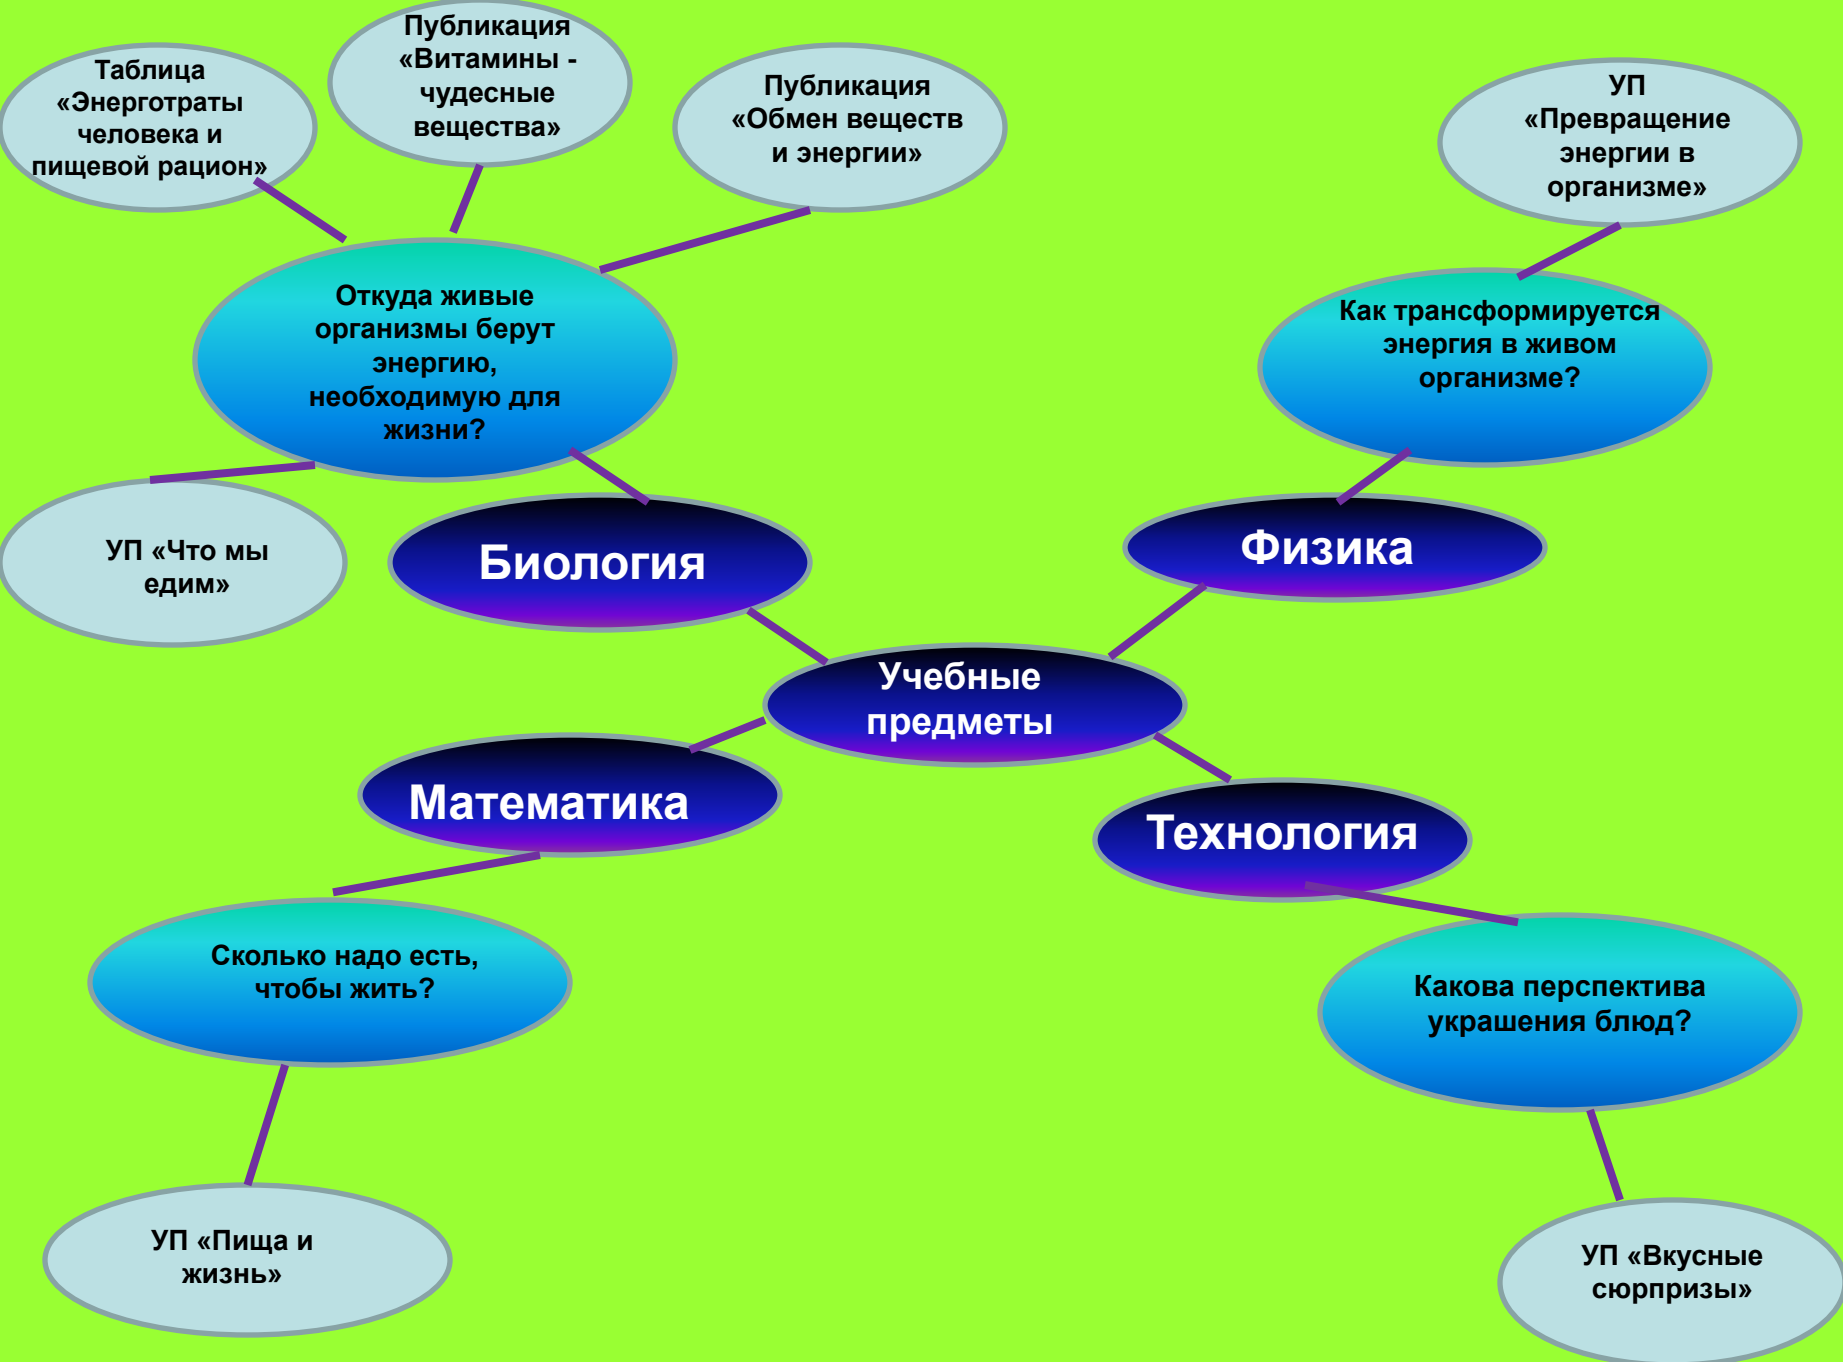 Таблица
«Энерготраты
человека и
пищевой рацион»
Публикация
«Витамины -
чудесные
вещества»
Публикация
«Обмен веществ
и энергии»
УП
«Превращение
энергии в
организме»
Откуда живые
организмы берут
энергию,
необходимую для
жизни?
Как трансформируется
энергия в живом
организме?
УП «Что мы
едим»
Биология
Физика
Учебные
предметы
Математика
Технология
Сколько надо есть,
чтобы жить?
Какова перспектива
украшения блюд?
УП «Пища и
жизнь»
УП «Вкусные
сюрпризы»